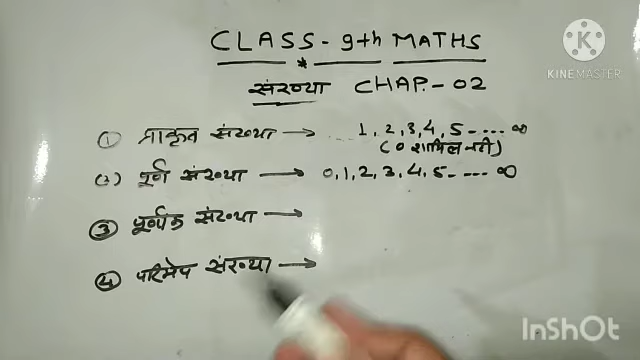 CLASS - 9th MATHS
संख्या CHAP. - 02
① प्राकृत संख्या → 1, 2, 3, 4, 5 - .... ∞
( 0 शामिल नहीं )
(2) पूर्ण संख्या → 0, 1, 2, 3, 4, 5 - .... ∞
③ पूर्णांक संख्या →
④ परिमेय संख्या →
KINEMASTER
InShOt